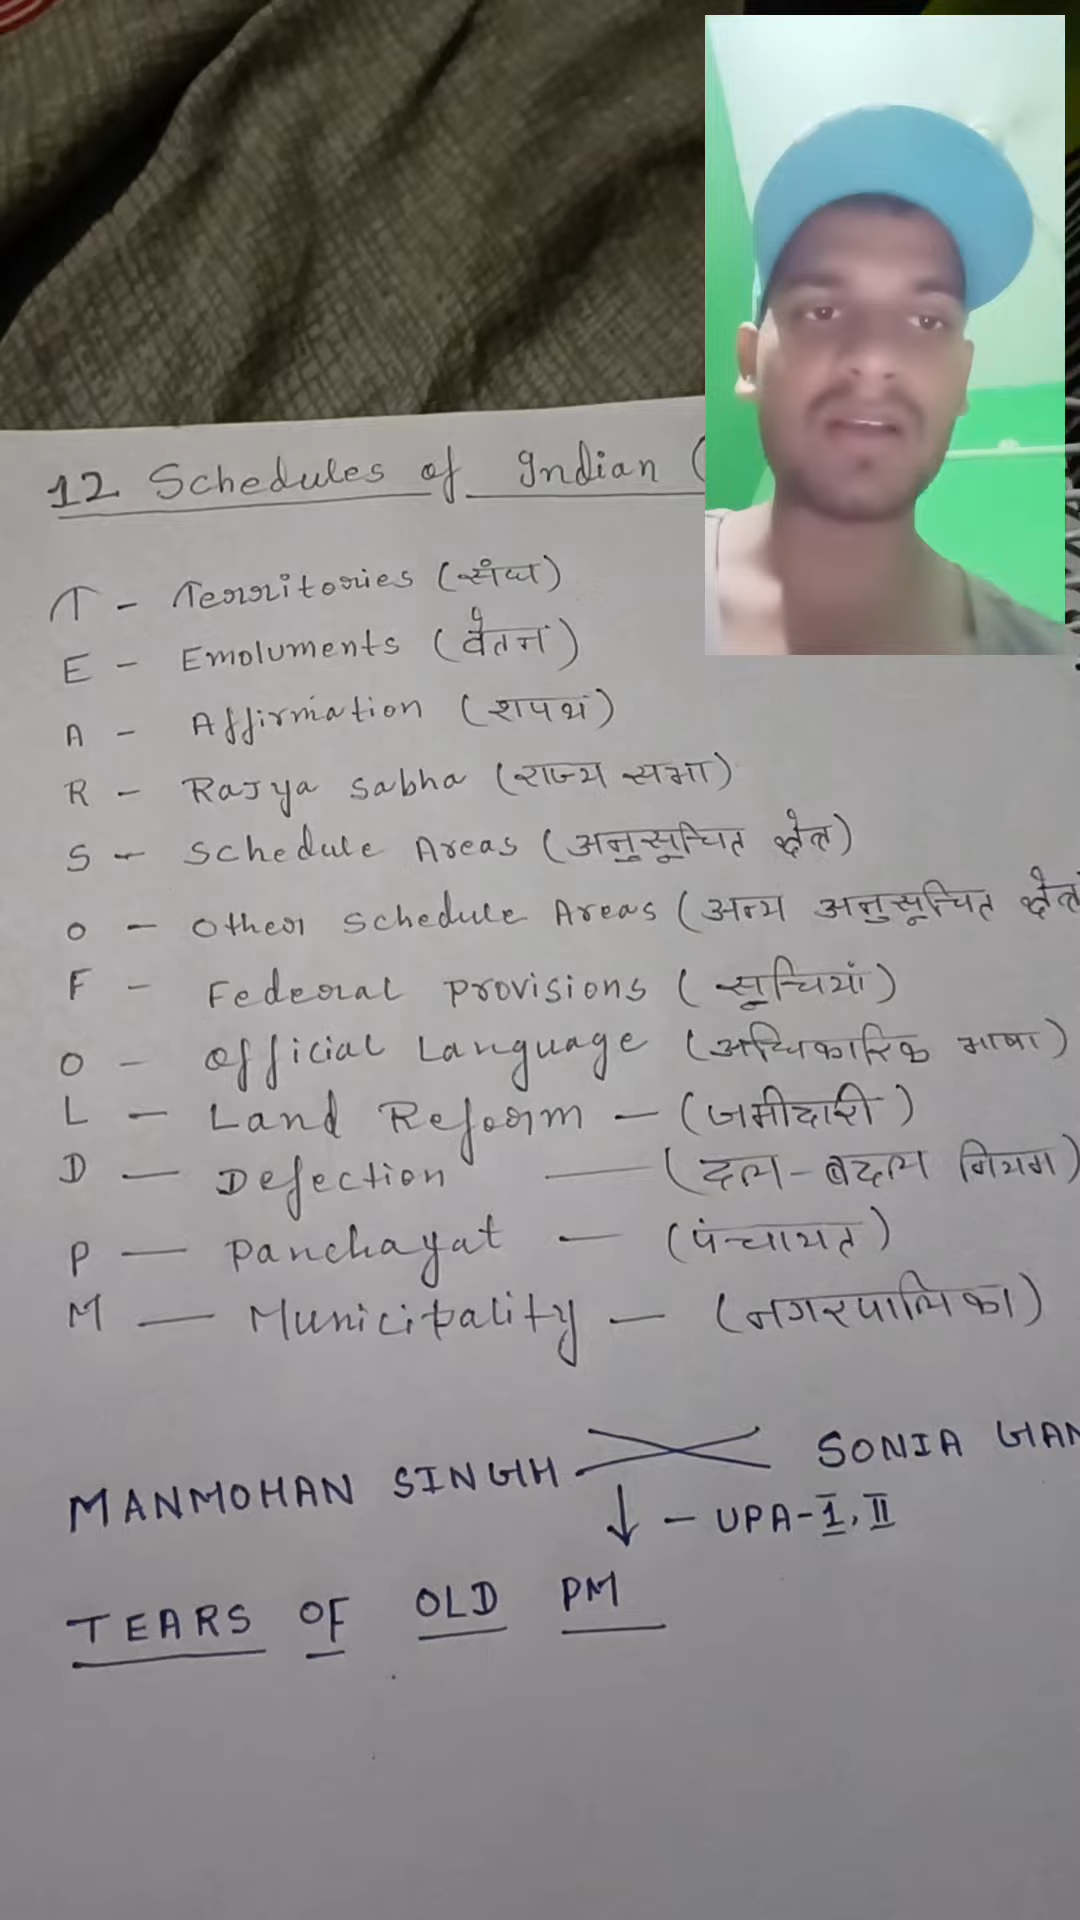 12 Schedules of Indian (
T - Territories (संघ)
E - Emoluments (वेतन)
A - Affirmation (शपथ)
R - Rajya Sabha (राज्य सभा)
S - Schedule Areas (अनुसूचित क्षेत्र)
O - Other Schedule Areas (अन्य अनुसूचित क्षेत्र
F - Federal Provisions (सूचियां)
O - Official Language (अधिकारिक भाषा)
L - Land Reform - (जमीदारी)
D - Defection - (दल-बदल नियम)
P - Panchayat - (पंचायत)
M - Municipality - (नगरपालिका)
MANMOHAN SINGH SONIA GAN
↓ - UPA-I, II
TEARS OF OLD PM